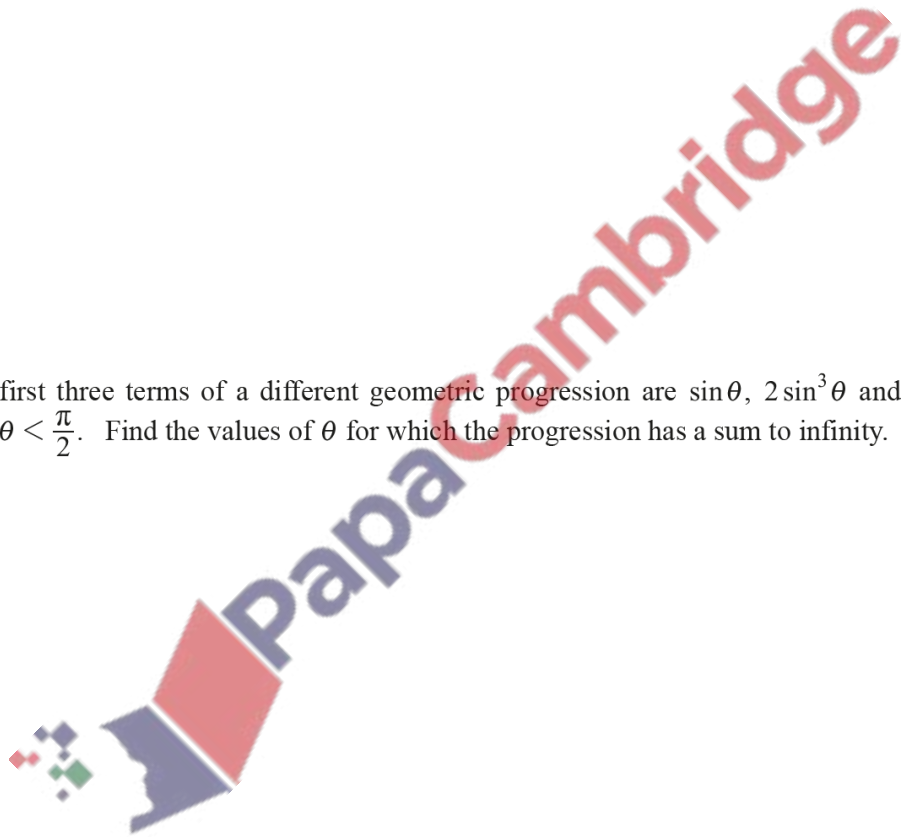 first three terms of a different geometric progression are sin θ, 2 sin³ θ and
θ < π/2. Find the values of θ for which the progression has a sum to infinity.
PapaCambridge